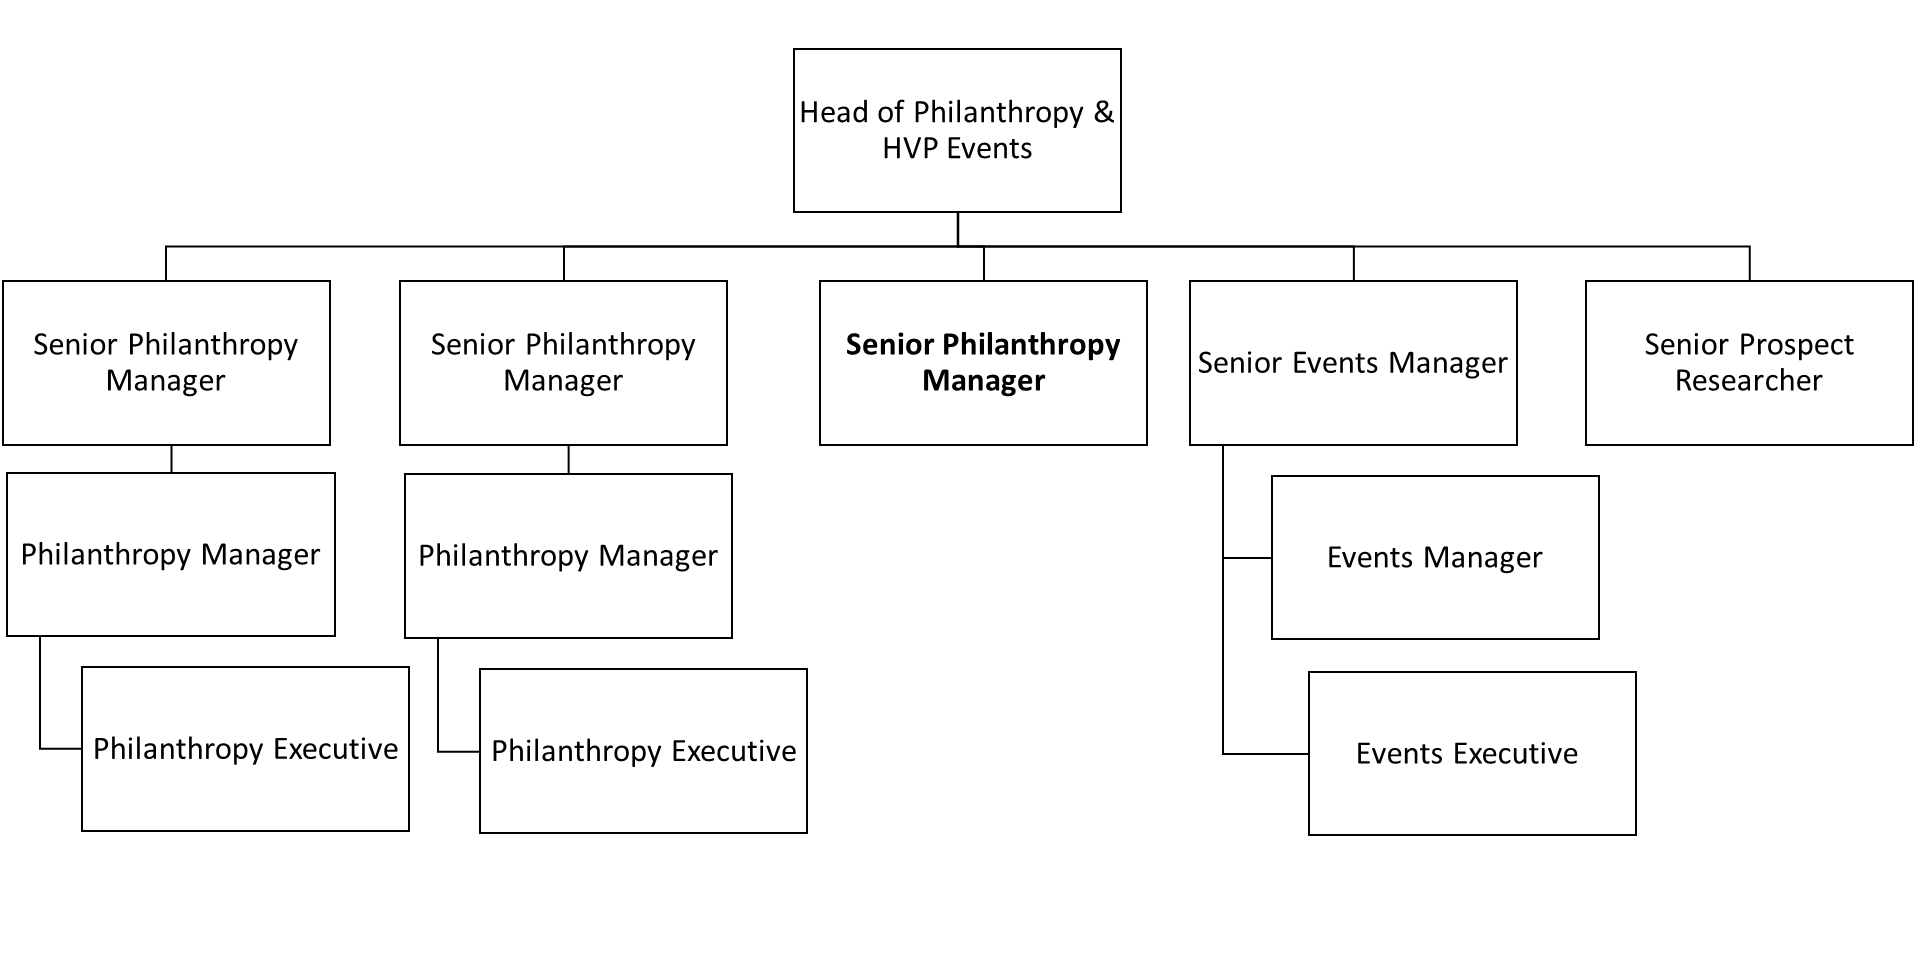 Head of Philanthropy &
HVP Events
Senior Philanthropy
Manager
Senior Philanthropy
Manager
Senior Philanthropy
Manager
Senior Events Manager
Senior Prospect
Researcher
Philanthropy Manager
Philanthropy Manager
Events Manager
Philanthropy Executive
Philanthropy Executive
Events Executive